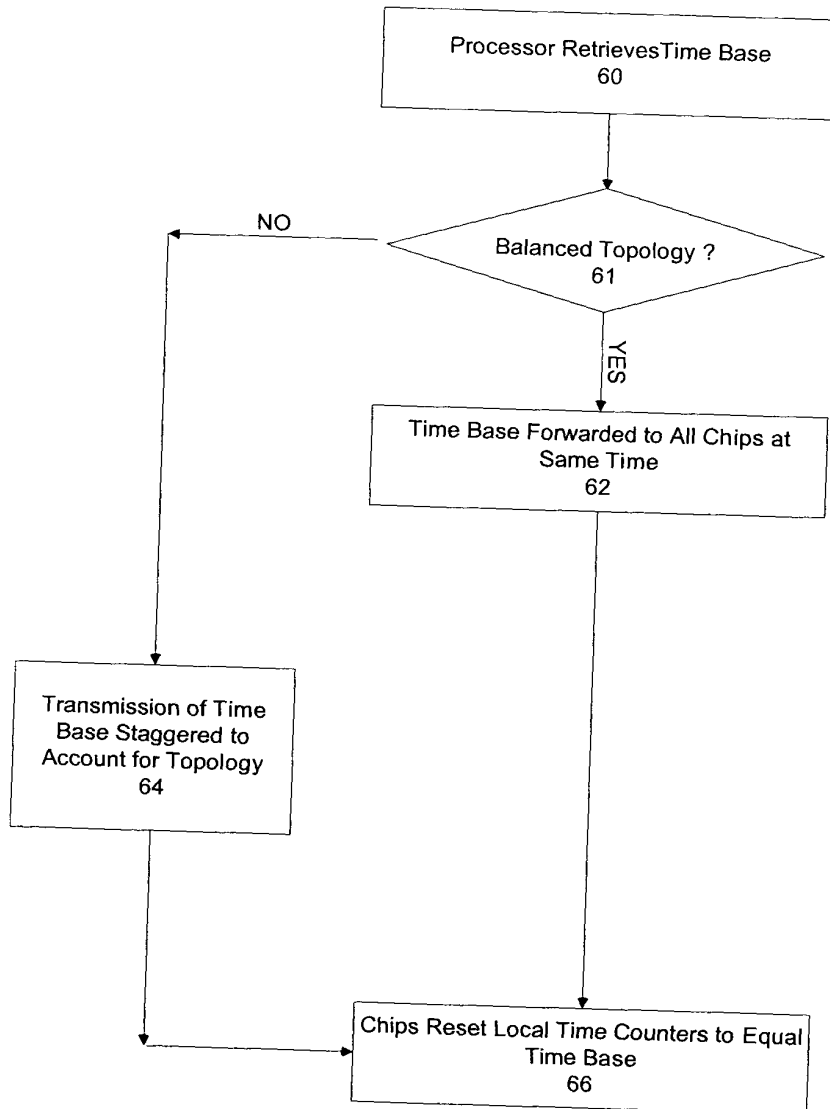 Processor RetrievesTime Base
60
NO
Balanced Topology ?
61
YES
Time Base Forwarded to All Chips at
Same Time
62
Transmission of Time
Base Staggered to
Account for Topology
64
Chips Reset Local Time Counters to Equal
Time Base
66